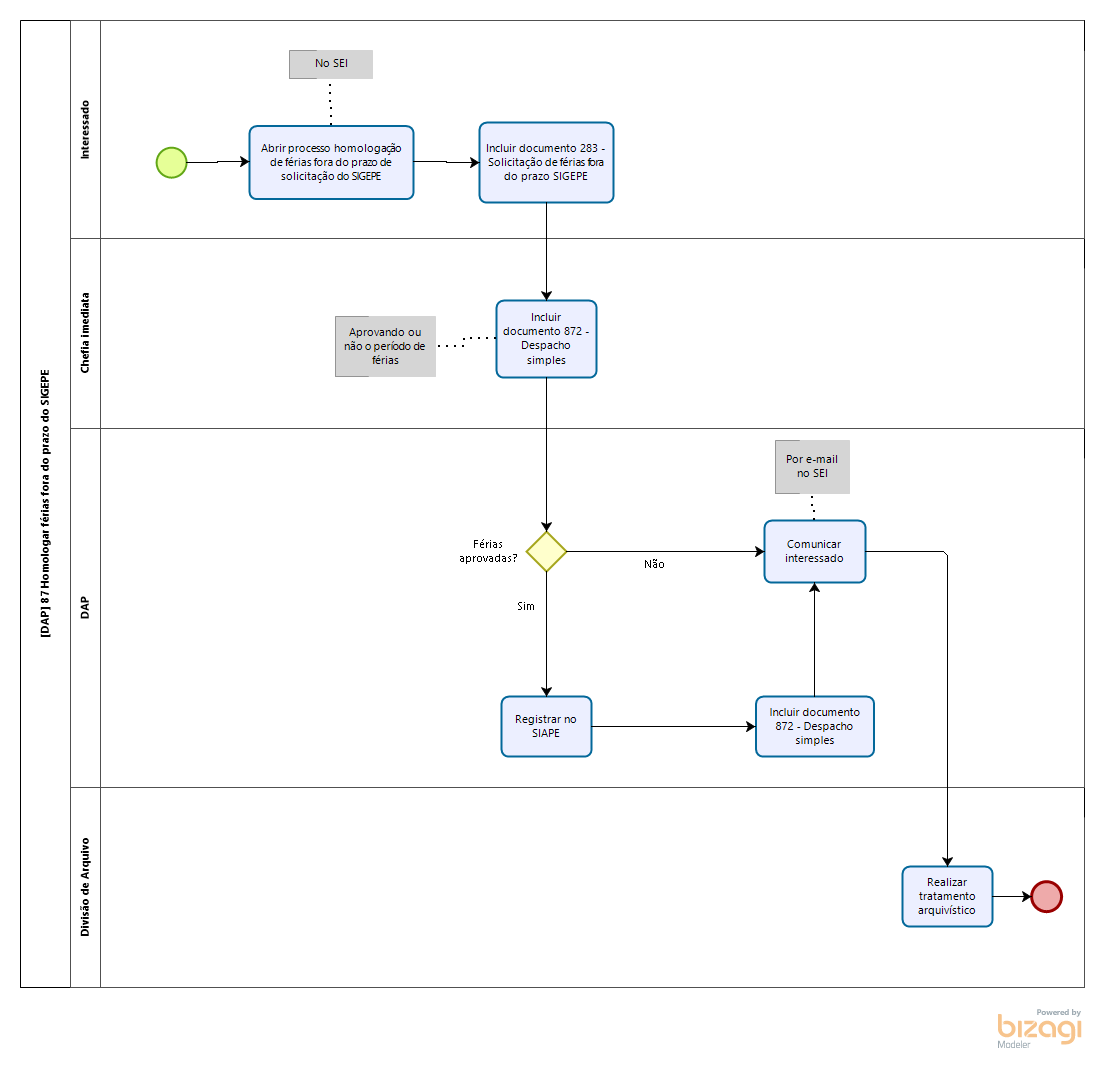 [DAP] 87 Homologar férias fora do prazo do SIGEPE
Interessado
No SEI
Abrir processo homologação
de férias fora do prazo de
solicitação do SIGEPE
Incluir documento 283 -
Solicitação de férias fora
do prazo SIGEPE
Chefia imediata
Aprovando ou
não o período de
férias
Incluir
documento 872 -
Despacho
simples
DAP
Por e-mail
no SEI
Férias
aprovadas?
Não
Comunicar
interessado
Sim
Registrar no
SIAPE
Incluir documento
872 - Despacho
simples
Divisão de Arquivo
Realizar
tratamento
arquivístico
Powered by
bizagi
Modeler